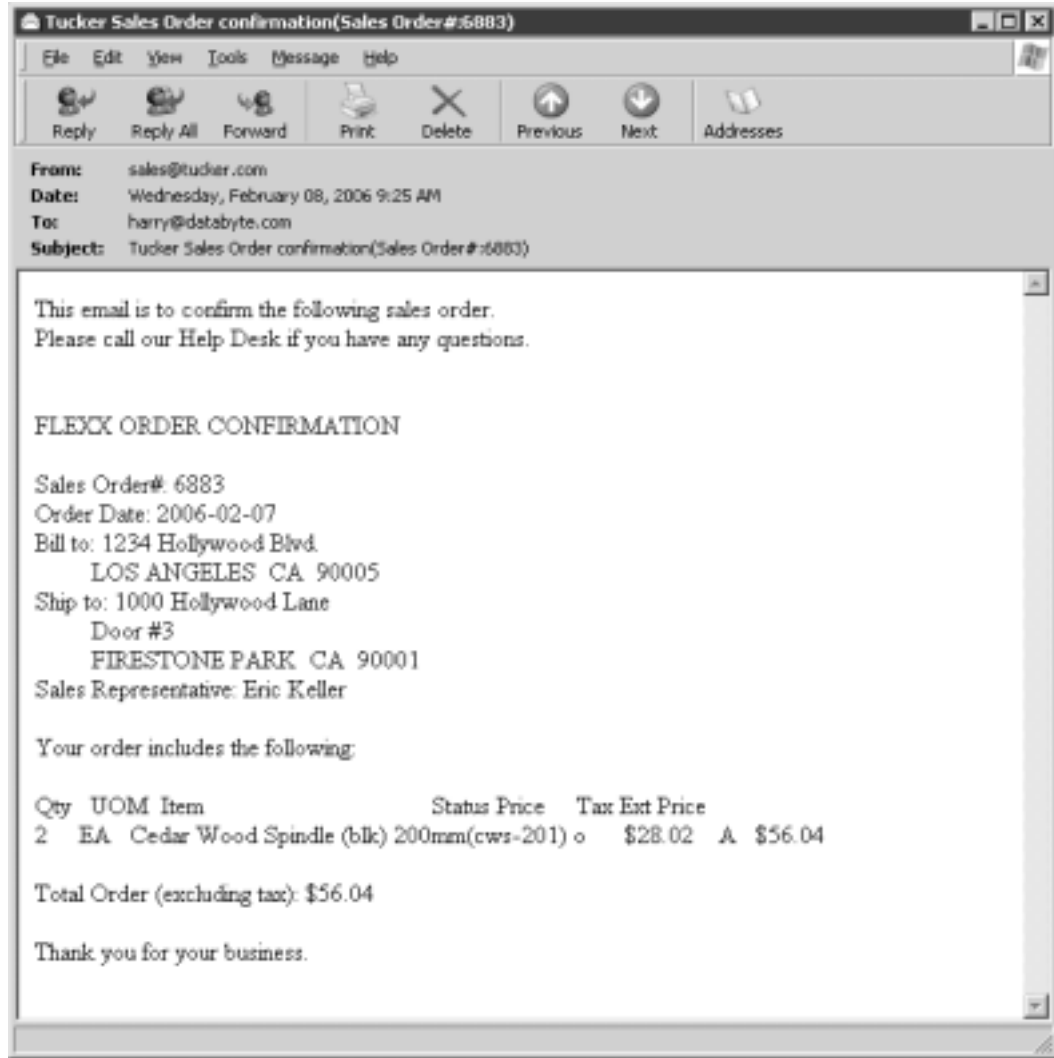 Tucker Sales Order confirmation(Sales Order#:6883)
File Edit View Tools Message Help
Reply Reply All Forward Print Delete Previous Next Addresses
From: sales@tucker.com
Date: Wednesday, February 08, 2006 9:25 AM
To: harry@databyte.com
Subject: Tucker Sales Order confirmation(Sales Order#:6883)
This email is to confirm the following sales order.
Please call our Help Desk if you have any questions.
FLEXX ORDER CONFIRMATION
Sales Order#: 6883
Order Date: 2006-02-07
Bill to: 1234 Hollywood Blvd.
LOS ANGELES CA 90005
Ship to: 1000 Hollywood Lane
Door #3
FIRESTONE PARK CA 90001
Sales Representative: Eric Keller
Your order includes the following:
Qty UOM Item Status Price Tax Ext Price
2 EA Cedar Wood Spindle (blk) 200mm(cws-201) o $28.02 A $56.04
Total Order (excluding tax): $56.04
Thank you for your business.